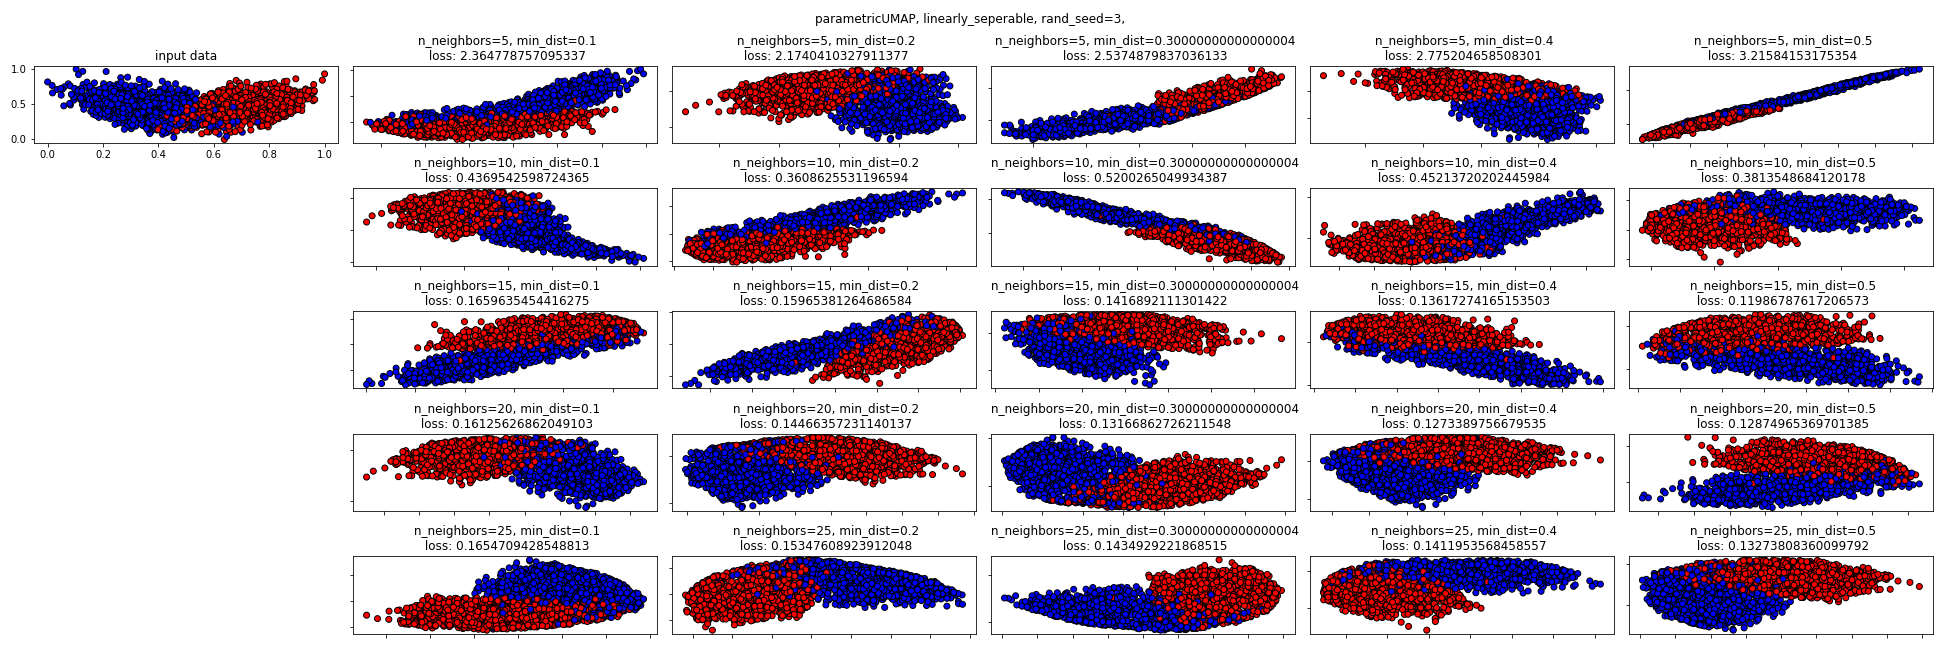 parametricUMAP, linearly_seperable, rand_seed=3,
input data
1.0
0.5
0.0
0.0 0.2 0.4 0.6 0.8 1.0
n_neighbors=5, min_dist=0.1
loss: 2.364778757095337
n_neighbors=5, min_dist=0.2
loss: 2.1740410327911377
n_neighbors=5, min_dist=0.30000000000000004
loss: 2.5374879837036133
n_neighbors=5, min_dist=0.4
loss: 2.775204658508301
n_neighbors=5, min_dist=0.5
loss: 3.21584153175354
n_neighbors=10, min_dist=0.1
loss: 0.4369542598724365
n_neighbors=10, min_dist=0.2
loss: 0.3608625531196594
n_neighbors=10, min_dist=0.30000000000000004
loss: 0.5200265049934387
n_neighbors=10, min_dist=0.4
loss: 0.45213720202445984
n_neighbors=10, min_dist=0.5
loss: 0.3813548684120178
n_neighbors=15, min_dist=0.1
loss: 0.1659635454416275
n_neighbors=15, min_dist=0.2
loss: 0.15965381264686584
n_neighbors=15, min_dist=0.30000000000000004
loss: 0.1416892111301422
n_neighbors=15, min_dist=0.4
loss: 0.13617274165153503
n_neighbors=15, min_dist=0.5
loss: 0.11986787617206573
n_neighbors=20, min_dist=0.1
loss: 0.16125626862049103
n_neighbors=20, min_dist=0.2
loss: 0.14466357231140137
n_neighbors=20, min_dist=0.30000000000000004
loss: 0.13166862726211548
n_neighbors=20, min_dist=0.4
loss: 0.1273389756679535
n_neighbors=20, min_dist=0.5
loss: 0.12874965369701385
n_neighbors=25, min_dist=0.1
loss: 0.1654709428548813
n_neighbors=25, min_dist=0.2
loss: 0.15347608923912048
n_neighbors=25, min_dist=0.30000000000000004
loss: 0.1434929221868515
n_neighbors=25, min_dist=0.4
loss: 0.1411953568458557
n_neighbors=25, min_dist=0.5
loss: 0.13273808360099792